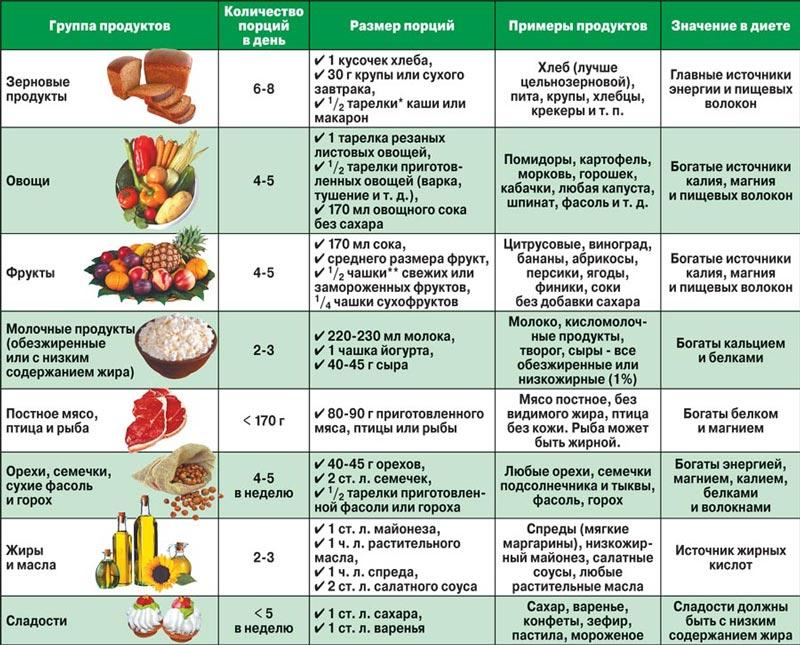 Группа продуктов
Количество
порций
в день
Размер порций
Примеры продуктов
Значение в диете
Зерновые
продукты
6-8
✔ 1 кусочек хлеба,
✔ 30 г крупы или сухого
завтрака,
✔ 1/2 тарелки* каши или
макарон
Хлеб (лучше
цельнозерновой),
пита, крупы, хлебцы,
крекеры и т. п.
Главные источники
энергии и пищевых
волокон
Овощи
4-5
✔ 1 тарелка резаных
листовых овощей,
✔ 1/2 тарелки приготов-
ленных овощей (варка,
тушение и т. д.),
✔ 170 мл овощного сока
без сахара
Помидоры, картофель,
морковь, горошек,
кабачки, любая капуста,
шпинат, фасоль и т. д.
Богатые источники
калия, магния
и пищевых волокон
Фрукты
4-5
✔ 170 мл сока,
✔ среднего размера фрукт,
✔ 1/2 чашки** свежих или
замороженных фруктов,
1/4 чашки сухофруктов
Цитрусовые, виноград,
бананы, абрикосы,
персики, ягоды,
финики, соки
без добавки сахара
Богатые источники
калия, магния
и пищевых волокон
Молочные продукты
(обезжиренные
или с низким
содержанием жира)
2-3
✔ 220-230 мл молока,
✔ 1 чашка йогурта,
✔ 40-45 г сыра
Молоко, кисломолоч-
ные продукты,
творог, сыры - все
обезжиренные или
низкожирные (1%)
Богаты кальцием
и белками
Постное мясо,
птица и рыба
< 170 г
✔ 80-90 г приготовленного
мяса, птицы или рыбы
Мясо постное, без
видимого жира, птица
без кожи. Рыба может
быть жирной.
Богаты белком
и магнием
Орехи, семечки,
сухие фасоль
и горох
4-5
в неделю
✔ 40-45 г орехов,
✔ 2 ст. л. семечек,
✔ 1/2 тарелки приготовлен-
ной фасоли или гороха
Любые орехи, семечки
подсолнечника и тыквы,
фасоль, горох
Богаты энергией,
магнием, калием,
белками
и волокнами
Жиры
и масла
2-3
✔ 1 ст. л. майонеза,
✔ 1 ч. л. растительного
масла,
✔ 1 ч. л. спреда,
✔ 2 ст. л. салатного соуса
Спреды (мягкие
маргарины), низкожир-
ный майонез, салатные
соусы, любые
растительные масла
Источник жирных
кислот
Сладости
< 5
в неделю
✔ 1 ст. л. сахара,
✔ 1 ст. л. варенья
Сахар, варенье,
конфеты, зефир,
пастила, мороженое
Сладости должны
быть с низким
содержанием жира